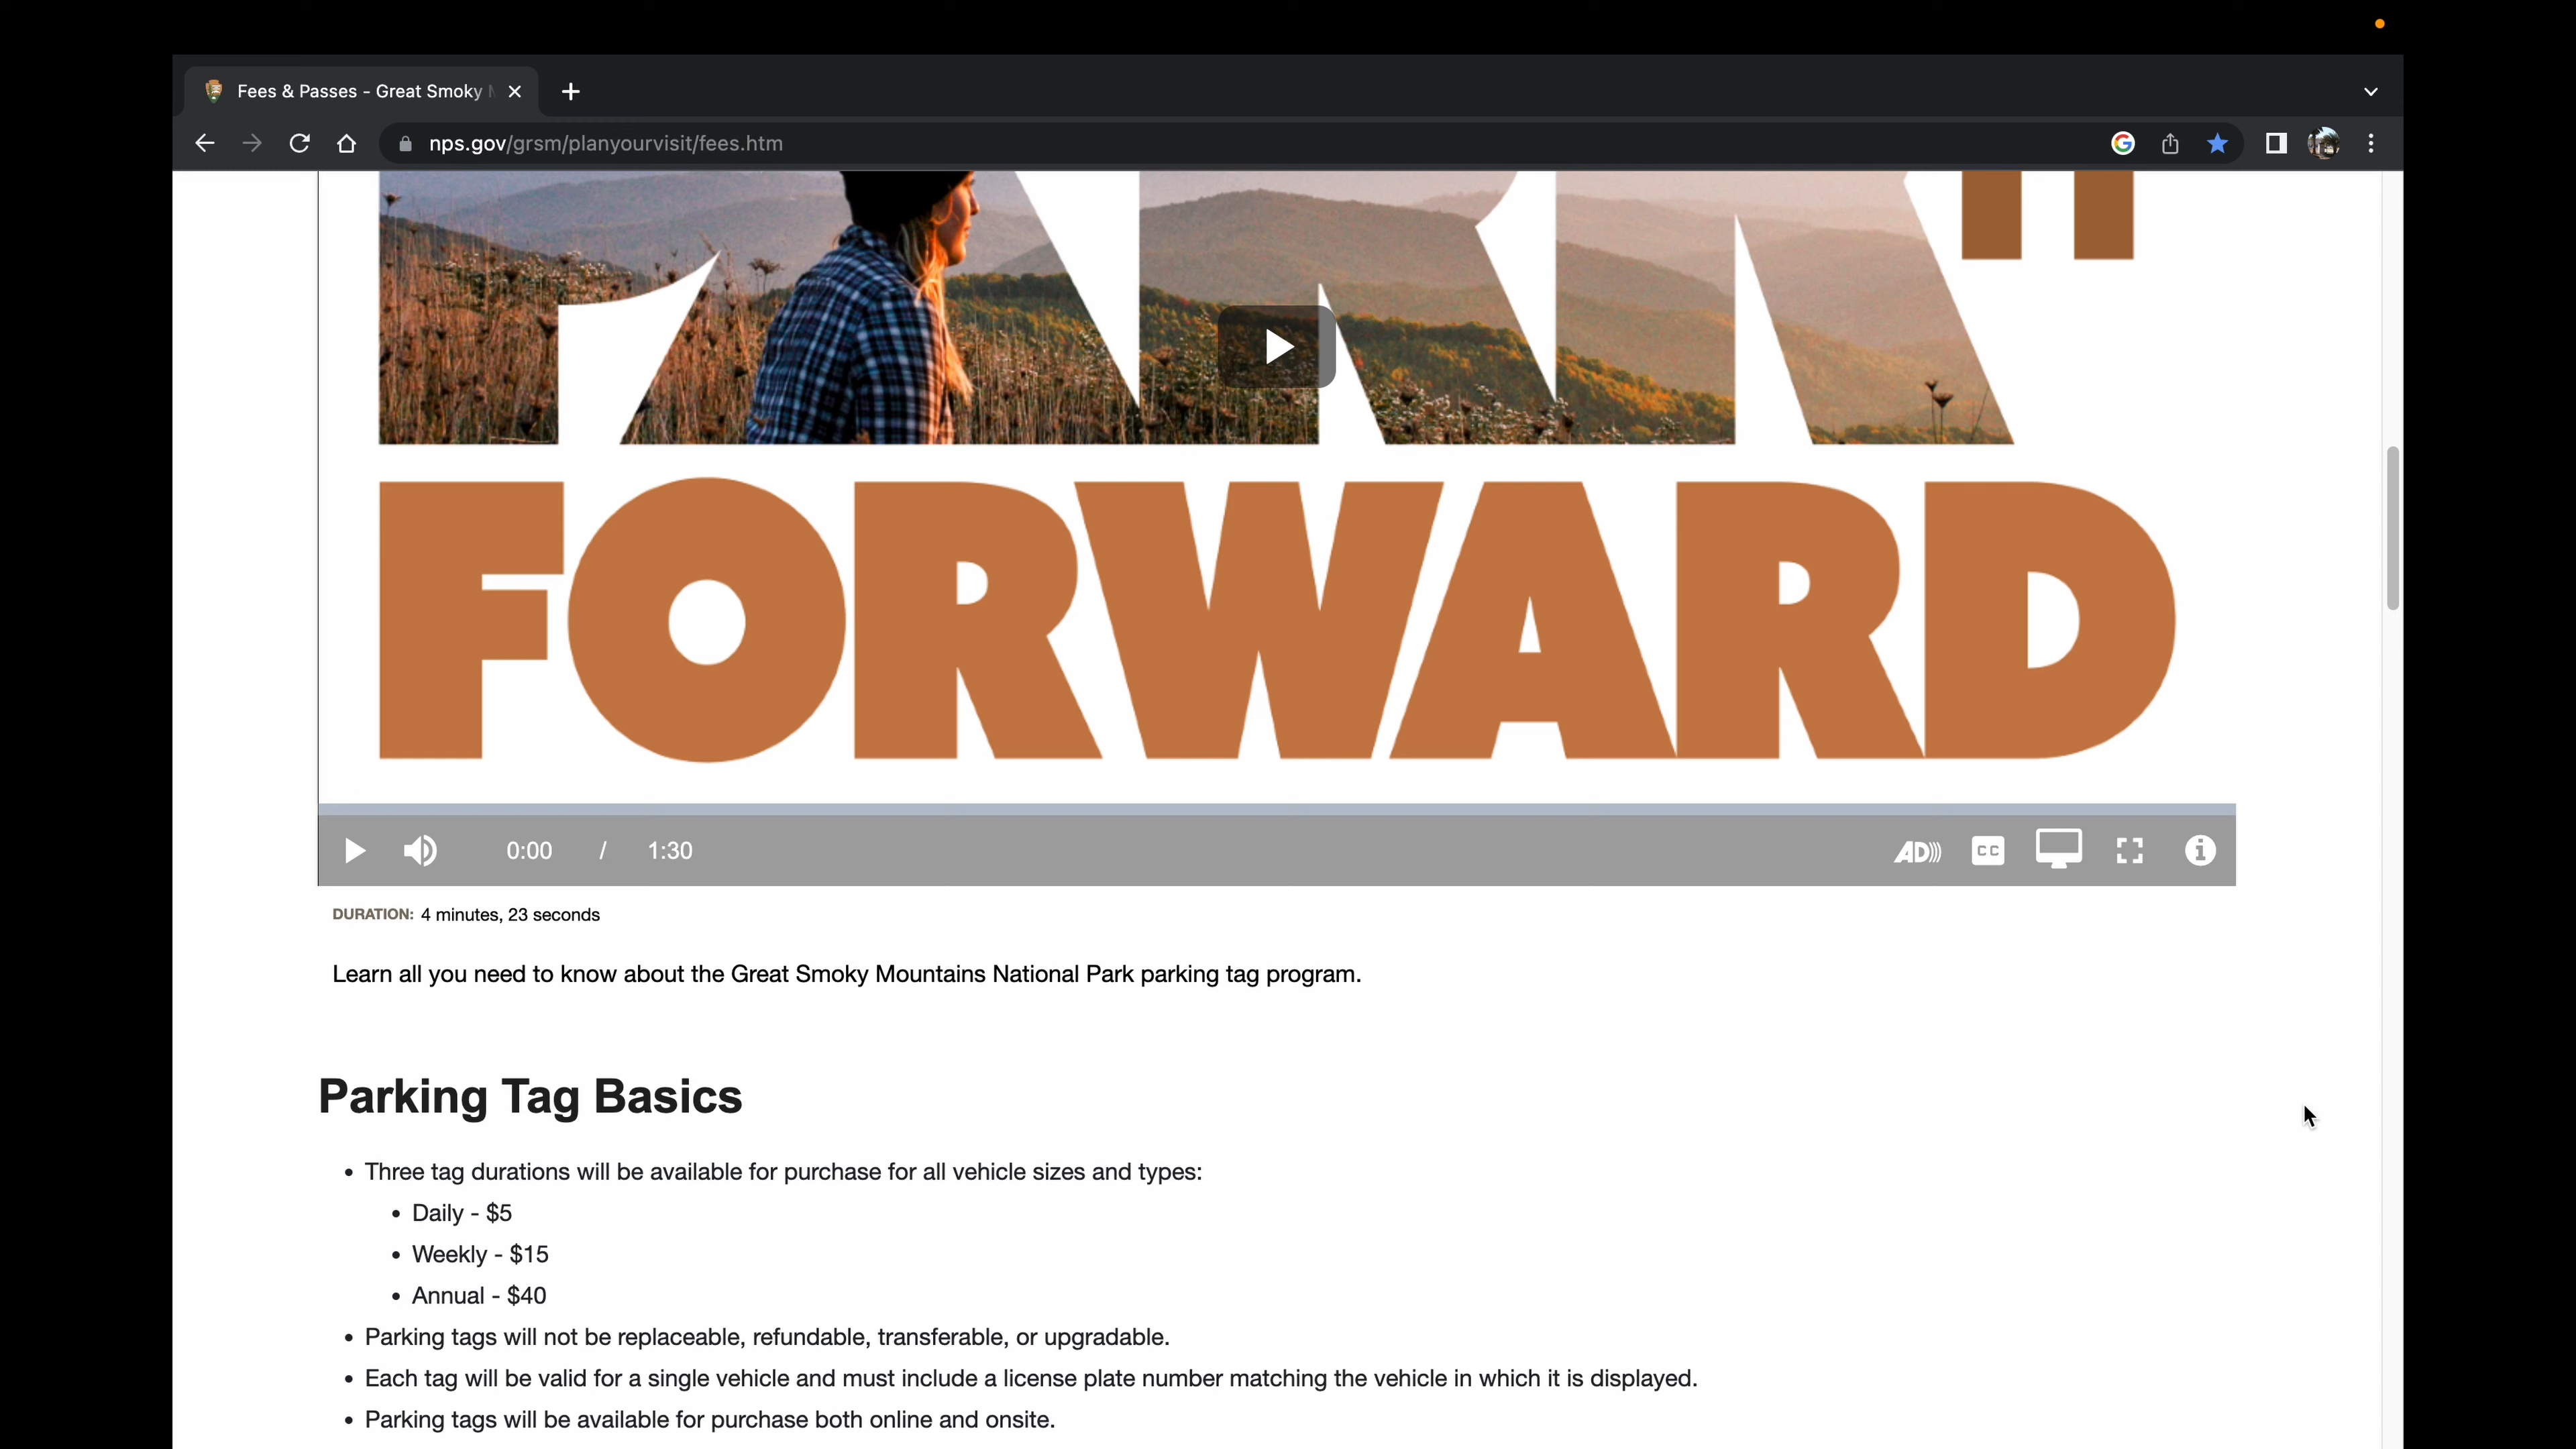 Fees & Passes - Great Smoky
nps.gov/grsm/planyourvisit/fees.htm
FORWARD
0:00 / 1:30
AD
CC
DURATION: 4 minutes, 23 seconds
Learn all you need to know about the Great Smoky Mountains National Park parking tag program.
Parking Tag Basics
• Three tag durations will be available for purchase for all vehicle sizes and types:
• Daily - $5
• Weekly - $15
• Annual - $40
• Parking tags will not be replaceable, refundable, transferable, or upgradable.
• Each tag will be valid for a single vehicle and must include a license plate number matching the vehicle in which it is displayed.
• Parking tags will be available for purchase both online and onsite.